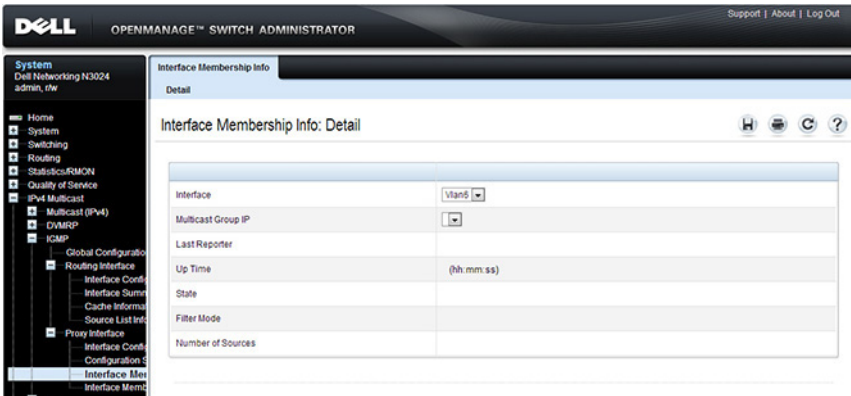 Support | About | Log Out
DELL OPENMANAGE™ SWITCH ADMINISTRATOR
System
Dell Networking N3024
admin, r/w
Home
System
Switching
Routing
Statistics/RMON
Quality of Service
IPv4 Multicast
Multicast (IPv4)
DVMRP
IGMP
Global Configuratio
Routing Interface
Interface Confi
Interface Summ
Cache Informa
Source List Info
Proxy Interface
Interface Confi
Configuration S
Interface Mem
Interface Memb
Interface Membership Info
Detail
Interface Membership Info: Detail
H C ?
Interface Vlan5
Multicast Group IP
Last Reporter
Up Time (hh:mm:ss)
State
Filter Mode
Number of Sources